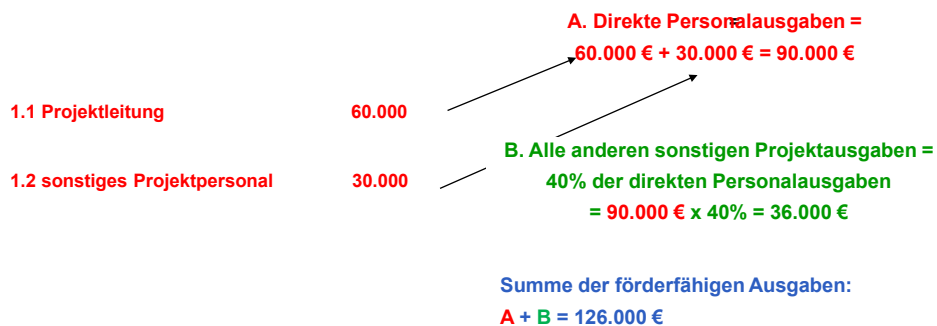 A. Direkte Personalausgaben =
60.000 € + 30.000 € = 90.000 €
1.1 Projektleitung 60.000
B. Alle anderen sonstigen Projektausgaben =
1.2 sonstiges Projektpersonal 30.000
40% der direkten Personalausgaben
= 90.000 € x 40% = 36.000 €
Summe der förderfähigen Ausgaben:
A + B = 126.000 €